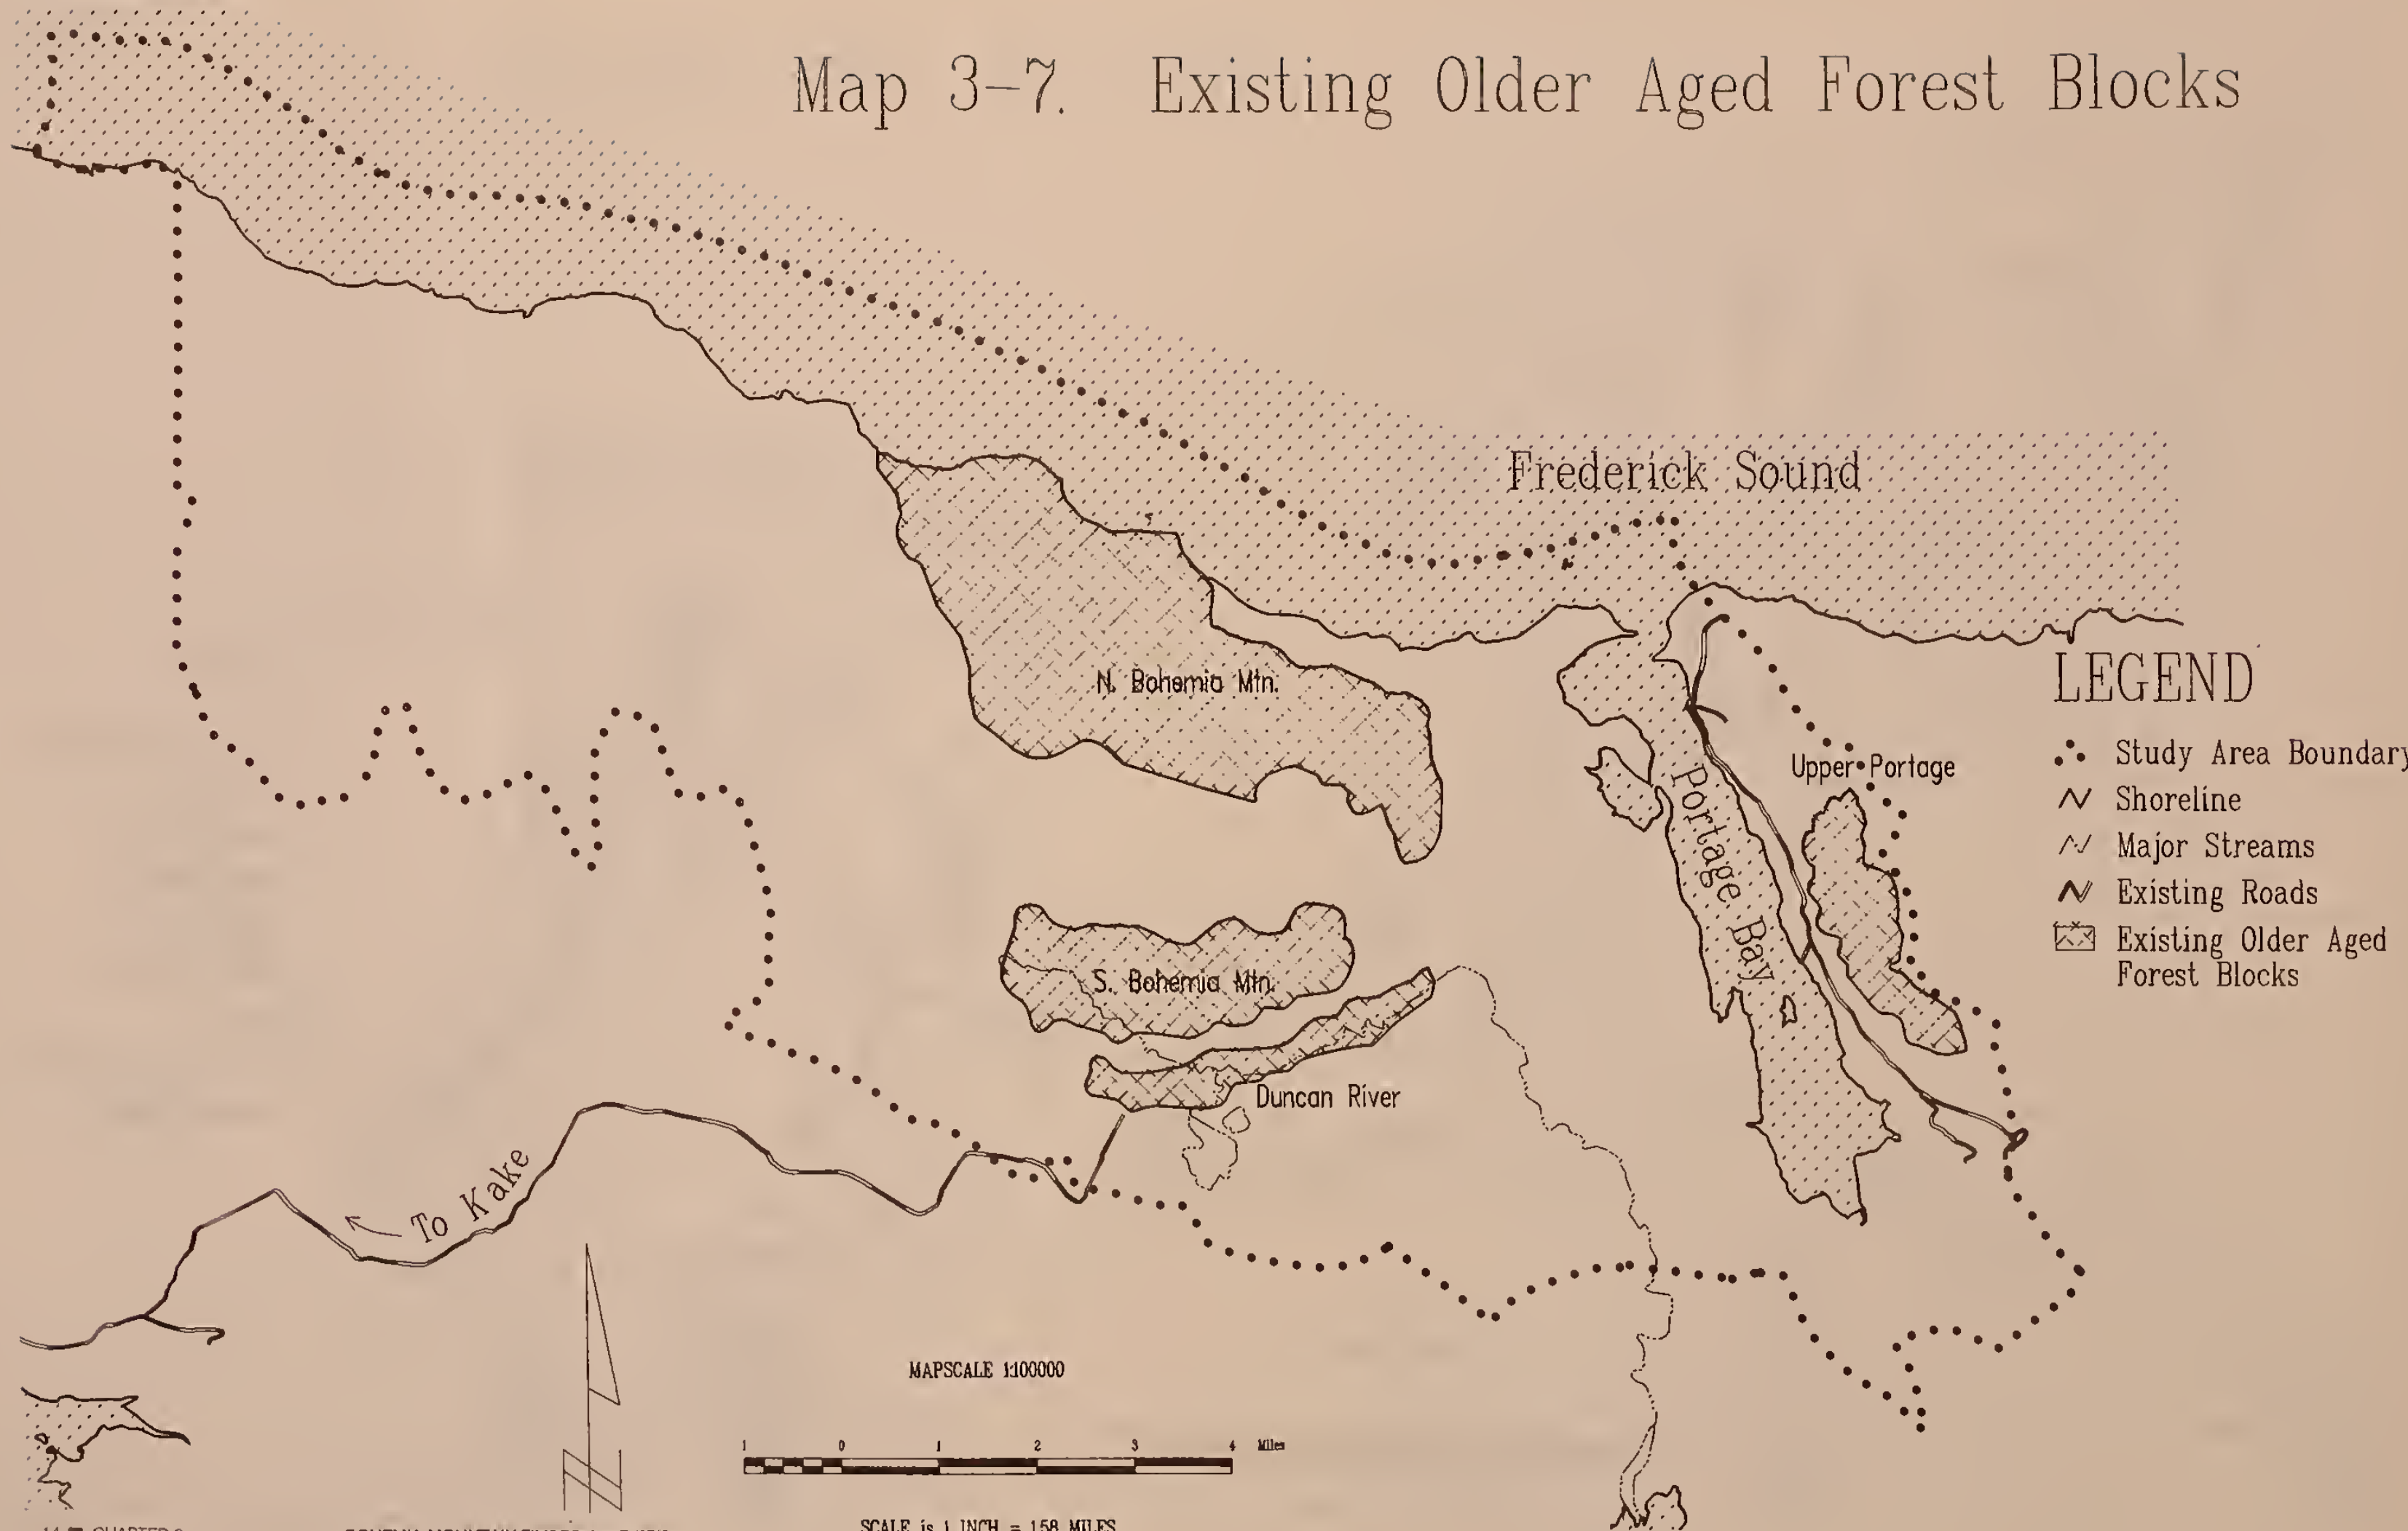 Map 3-7. Existing Older Aged Forest Blocks
Frederick Sound
N. Bohemia Mtn.
Upper Portage
Portage Bay
S. Bohemia Mtn.
Duncan River
To Kake
LEGEND
Study Area Boundary
Shoreline
Major Streams
Existing Roads
Existing Older Aged
Forest Blocks
N
MAPSCALE 1:100000
1 0 1 2 3 4 Miles
SCALE is 1 INCH = 1.58 MILES